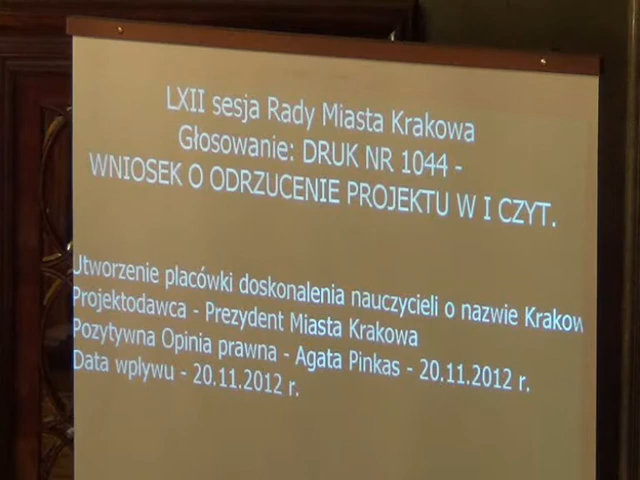 LXII sesja Rady Miasta Krakowa
Głosowanie: DRUK NR 1044 -
WNIOSEK O ODRZUCENIE PROJEKTU W I CZYT.
Utworzenie placówki doskonalenia nauczycieli o nazwie Krakow
Projektodawca - Prezydent Miasta Krakowa
Pozytywna Opinia prawna - Agata Pinkas - 20.11.2012 r.
Data wpływu - 20.11.2012 r.